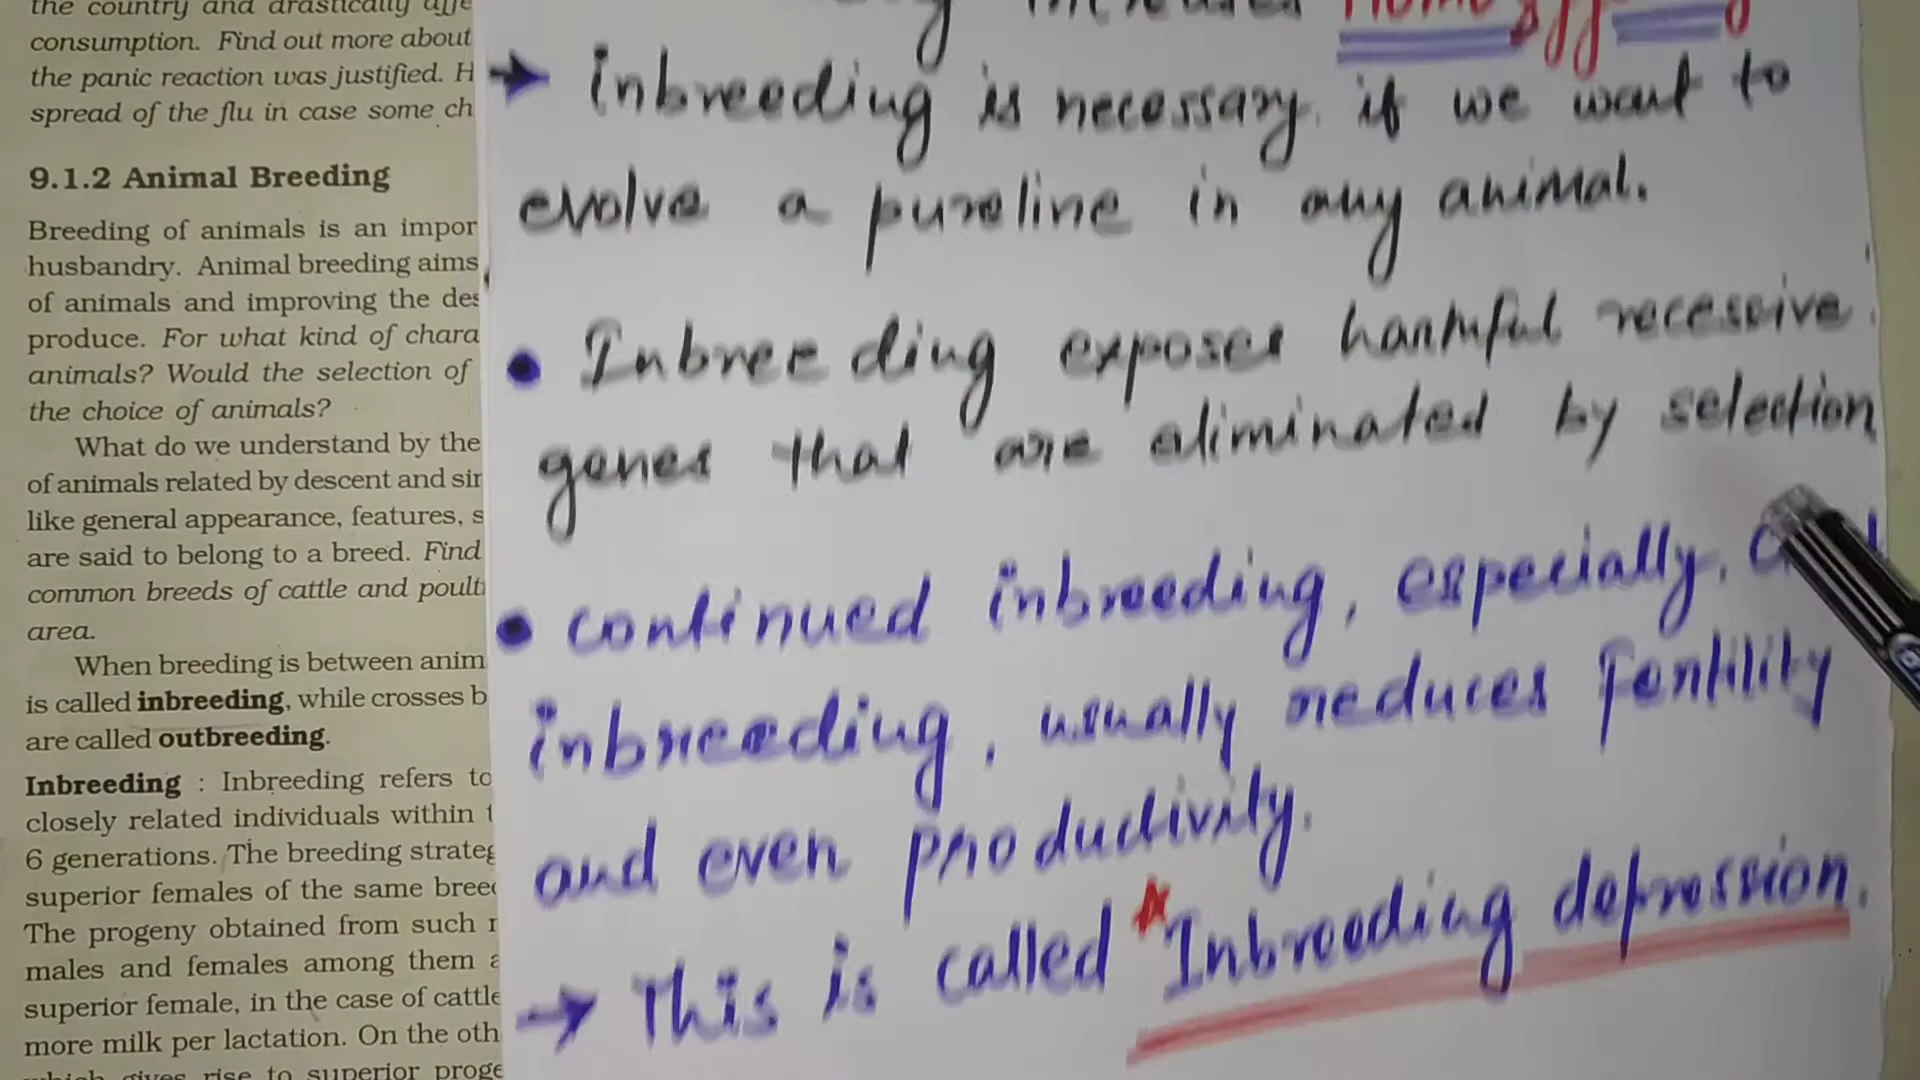 the country and drastically affe
consumption. Find out more about
the panic reaction was justified. H
spread of the flu in case some ch
9.1.2 Animal Breeding
Breeding of animals is an impor
husbandry. Animal breeding aims
of animals and improving the des
produce. For what kind of chara
animals? Would the selection of
the choice of animals?
What do we understand by the
of animals related by descent and sim
like general appearance, features, s
are said to belong to a breed. Find
common breeds of cattle and poult
area.
When breeding is between anim
is called inbreeding, while crosses b
are called outbreeding.
Inbreeding : Inbreeding refers to
closely related individuals within t
6 generations. The breeding strateg
superior females of the same breed
The progeny obtained from such r
males and females among them a
superior female, in the case of cattle
more milk per lactation. On the oth
which gives rise to superior proge
→ inbreeding is necessary if we want to
evolve a pureline in any animal.
• Inbreeding exposes harmful recessive
genes that are eliminated by selection
• continued inbreeding, especially,
inbreeding, usually reduces fertility
and even productivity.
→ This is called * Inbreeding depression.